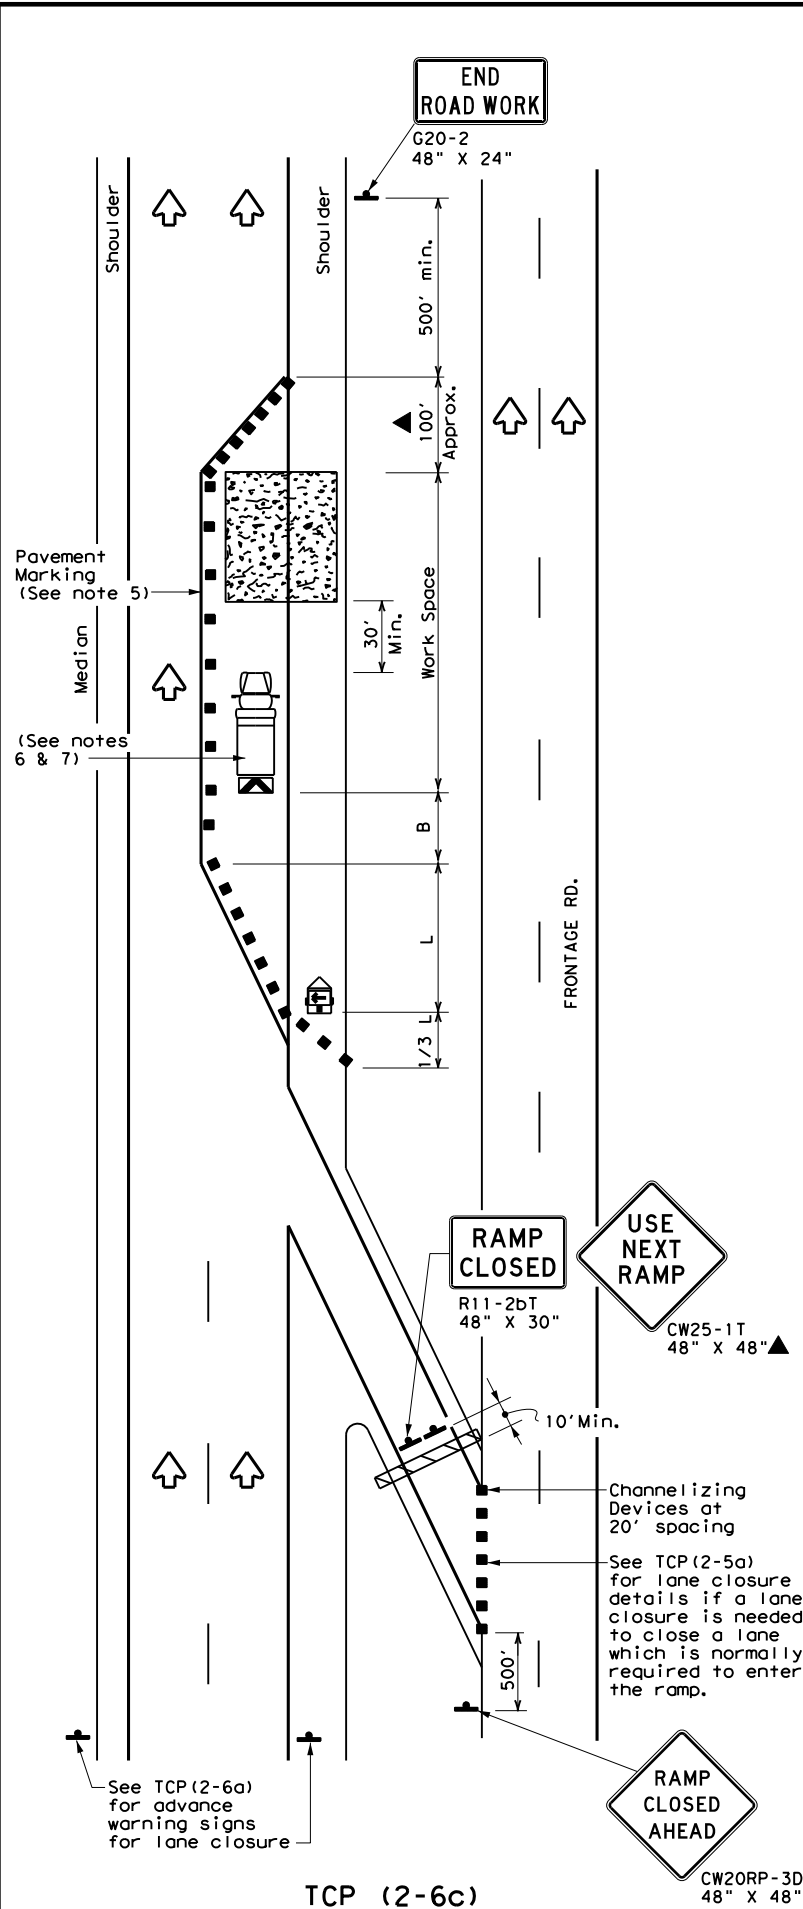 END
ROAD WORK
G20-2
48" X 24"
Shoulder
Shoulder
500' min.
100'
Approx.
Pavement
Marking
(See note 5)
Median
30'
Min.
Work Space
(See notes
6 & 7)
B
L
1/3 L
FRONTAGE RD.
RAMP
CLOSED
R11-2bT
48" X 30"
USE
NEXT
RAMP
CW25-1T
48" X 48"
10'Min.
Channelizing
Devices at
20' spacing
See TCP(2-5a)
for lane closure
details if a lane
closure is needed
to close a lane
which is normally
required to enter
the ramp.
500'
See TCP(2-6a)
for advance
warning signs
for lane closure
RAMP
CLOSED
AHEAD
CW20RP-3D
48" X 48"
TCP (2-6c)